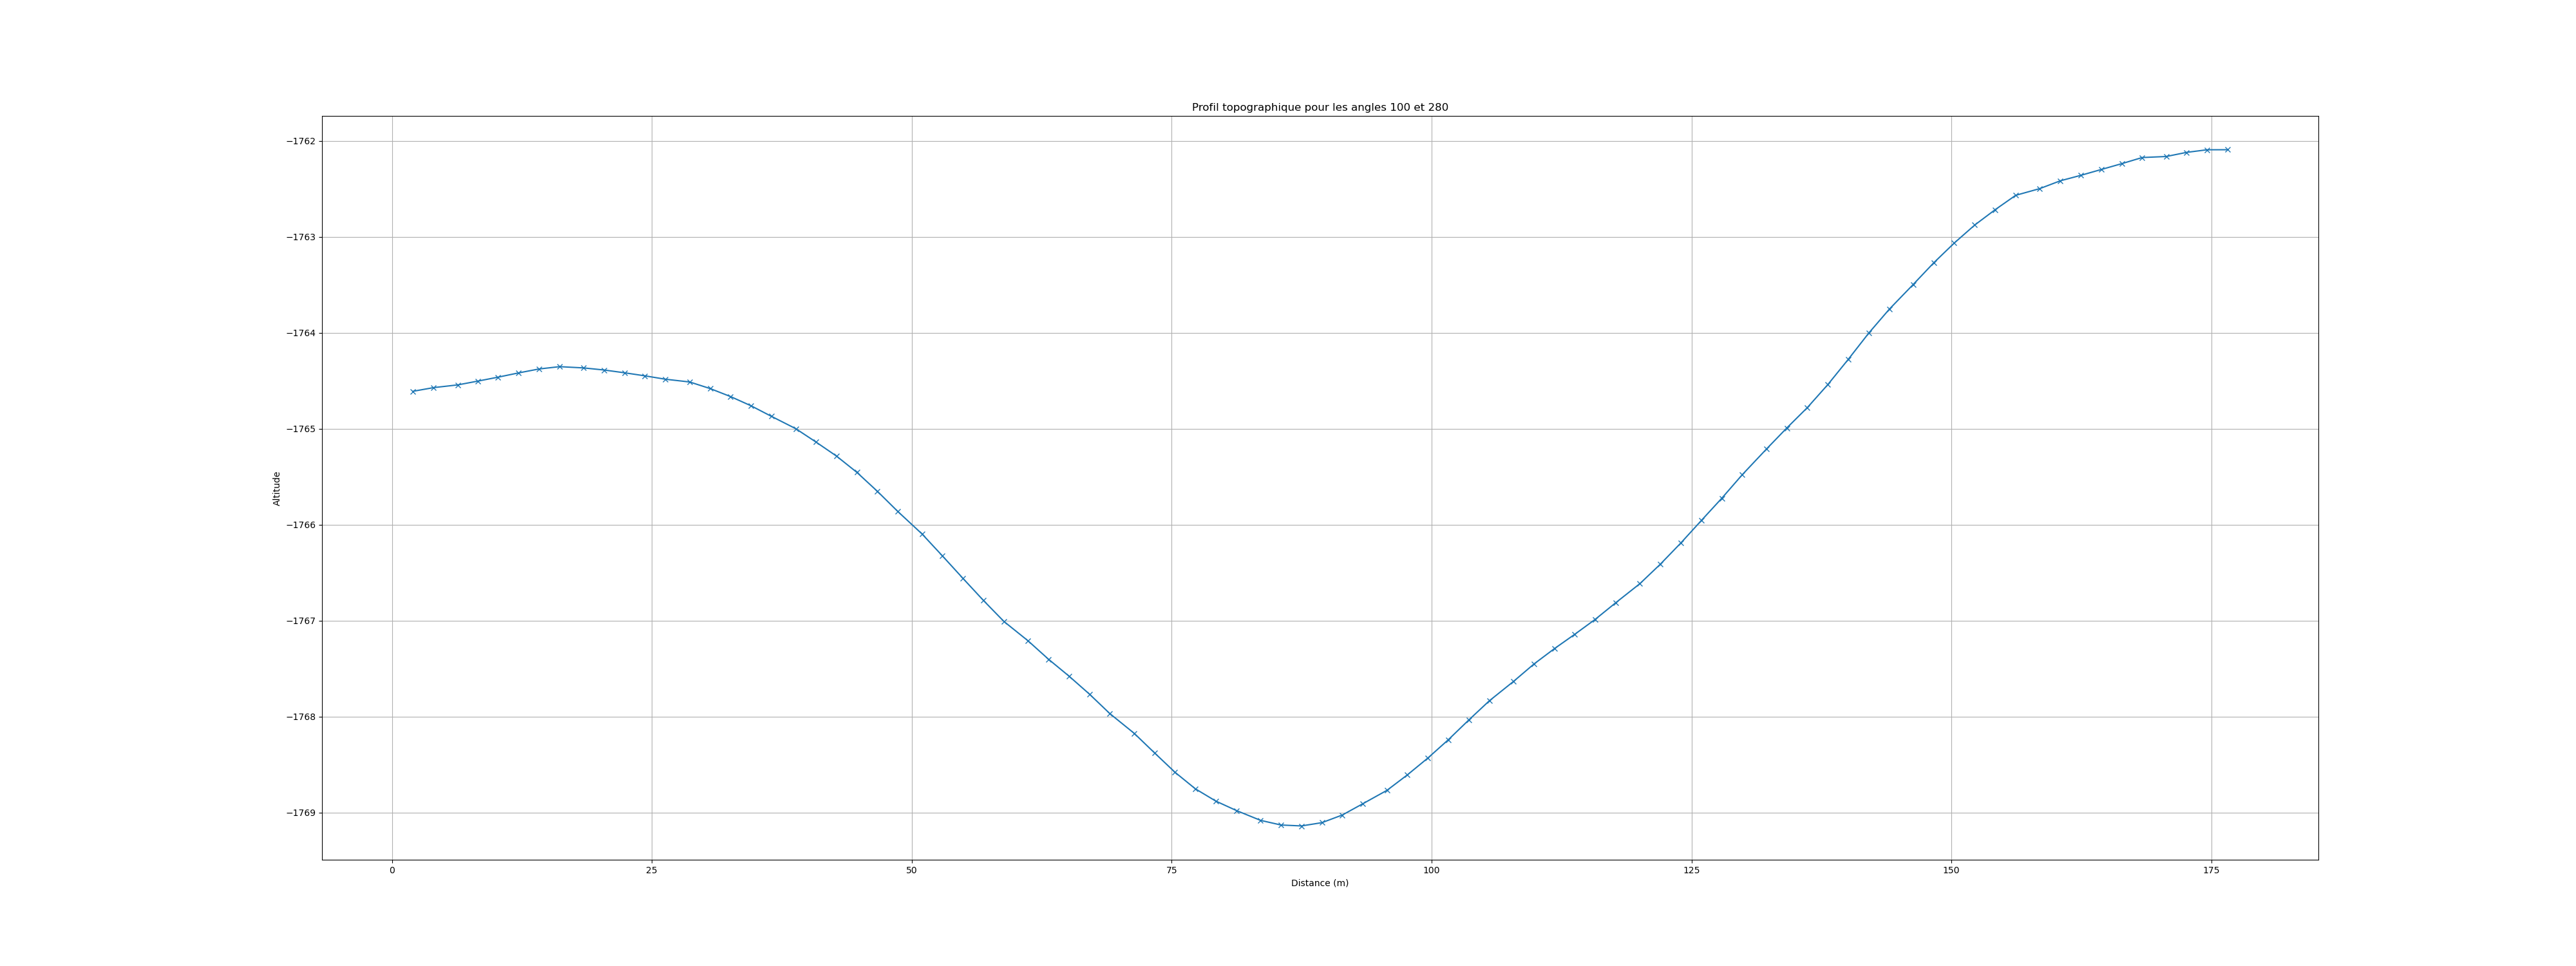 Profil topographique pour les angles 100 et 280
−1762
−1763
−1764
−1765
−1766
−1767
−1768
−1769
Altitude
0 25 50 75 100 125 150 175
Distance (m)